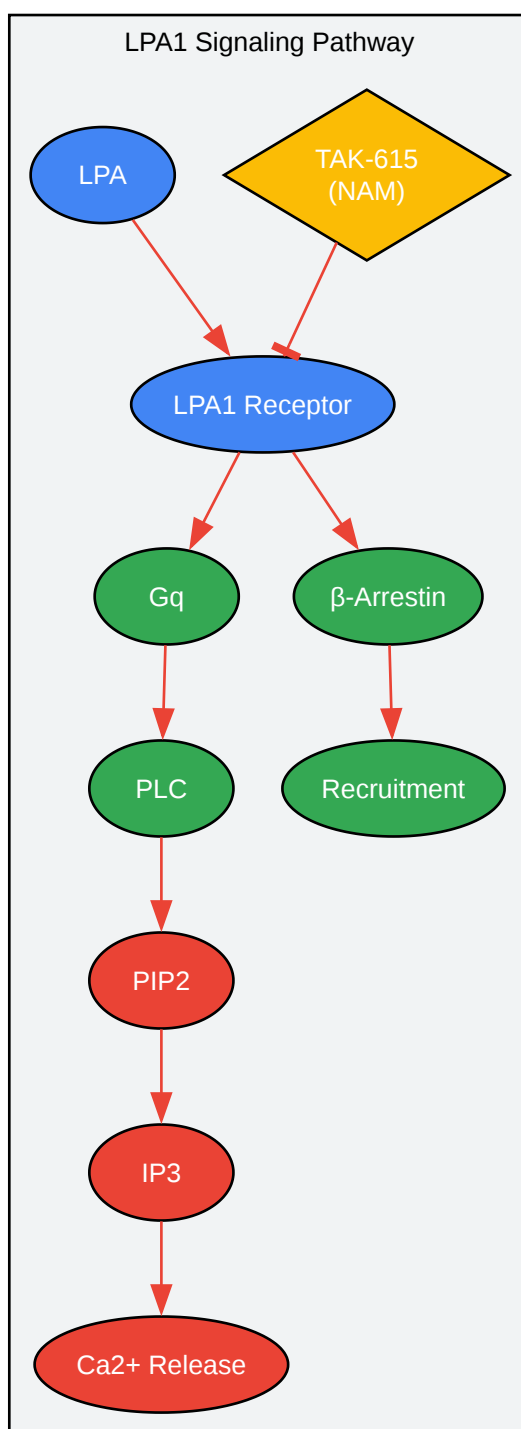 LPA1 Signaling Pathway
LPA
TAK-615
(NAM)
LPA1 Receptor
Gq
β-Arrestin
PLC
Recruitment
PIP2
IP3
Ca2+ Release